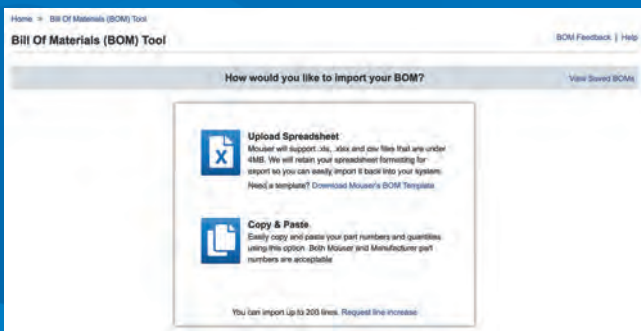 Home > Bill Of Materials (BOM) Tool
Bill Of Materials (BOM) Tool
BOM Feedback | Help
How would you like to import your BOM?
View Saved BOMs
Upload Spreadsheet
Mouser will support .xls, .xlsx and csv files that are under
4MB. We will retain your spreadsheet formatting for
export so you can easily import it back into your system.
Need a template? Download Mouser's BOM Template
Copy & Paste
Easily copy and paste your part numbers and quantities
using this option. Both Mouser and Manufacturer part
numbers are acceptable
You can import up to 200 lines. Request line increase